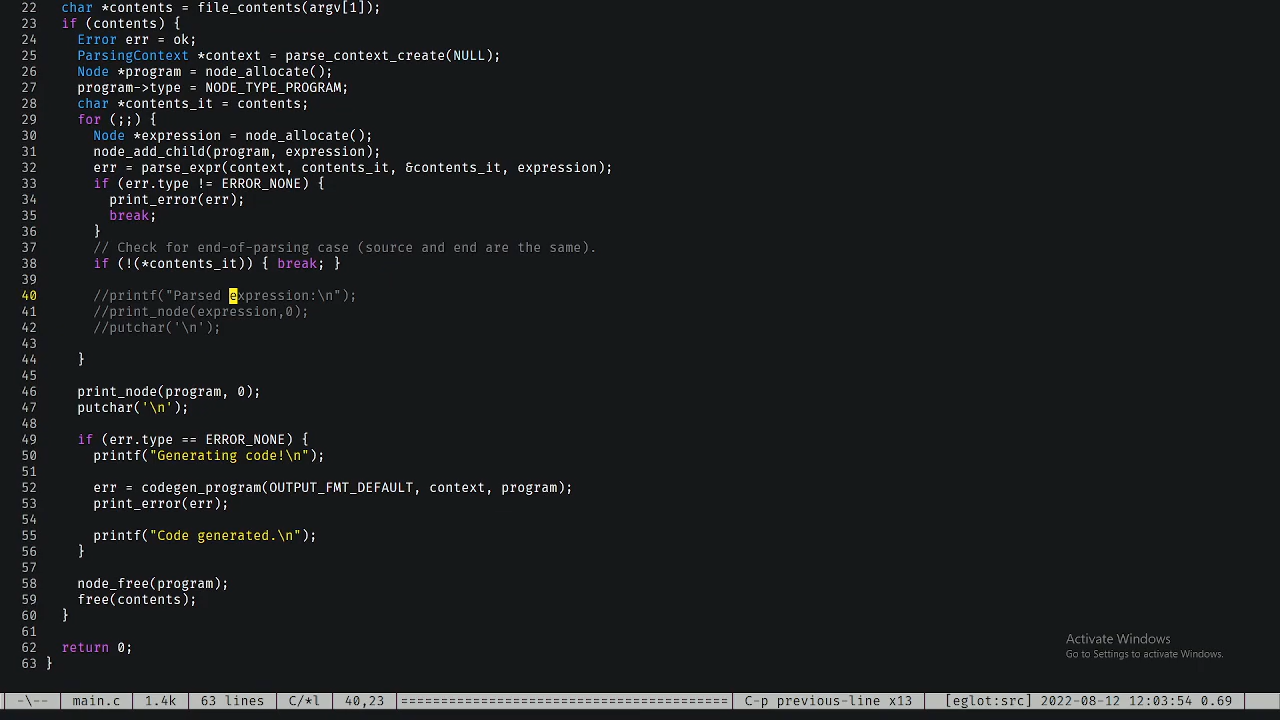 22   char *contents = file_contents(argv[1]);
23   if (contents) {
24     Error err = ok;
25     ParsingContext *context = parse_context_create(NULL);
26     Node *program = node_allocate();
27     program->type = NODE_TYPE_PROGRAM;
28     char *contents_it = contents;
29     for (;;) {
30       Node *expression = node_allocate();
31       node_add_child(program, expression);
32       err = parse_expr(context, contents_it, &contents_it, expression);
33       if (err.type != ERROR_NONE) {
34         print_error(err);
35         break;
36       }
37       // Check for end-of-parsing case (source and end are the same).
38       if (!(*contents_it)) { break; }
39
40       //printf("Parsed expression:\n");
41       //print_node(expression,0);
42       //putchar('\n');
43
44     }
45
46     print_node(program, 0);
47     putchar('\n');
48
49     if (err.type == ERROR_NONE) {
50       printf("Generating code!\n");
51
52       err = codegen_program(OUTPUT_FMT_DEFAULT, context, program);
53       print_error(err);
54
55       printf("Code generated.\n");
56     }
57
58     node_free(program);
59     free(contents);
60   }
61
62   return 0;
63 }
Activate Windows
Go to Settings to activate Windows.
-\-- main.c 1.4k 63 lines C/*l 40,23 ========================================== C-p previous-line x13 [eglot:src] 2022-08-12 12:03:54 0.69